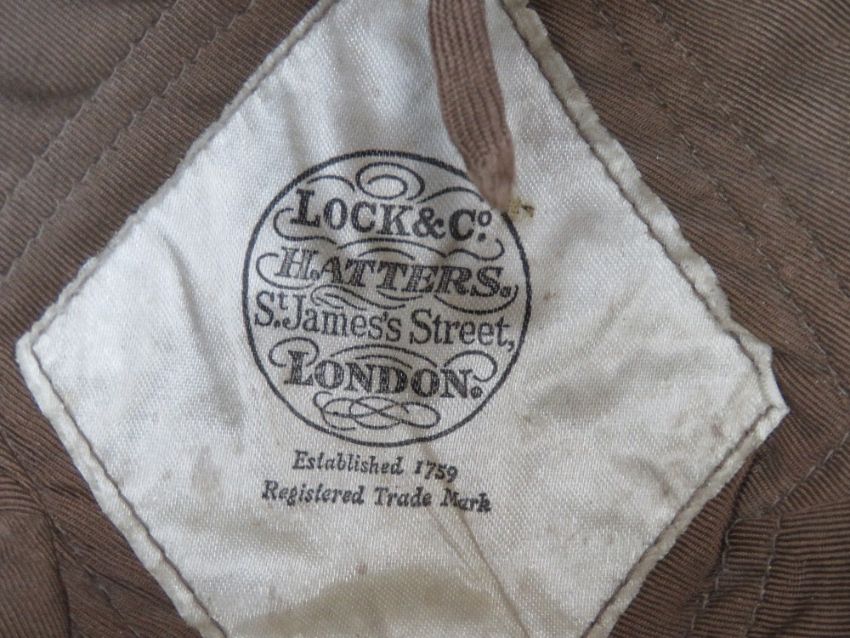 LOCK & Cº.
HATTERS.
St. James's Street,
LONDON.
Established 1759
Registered Trade Mark